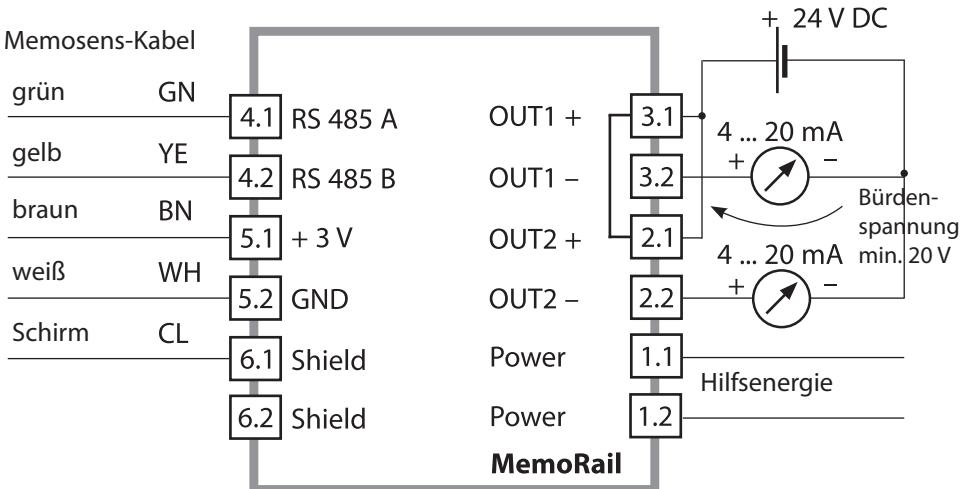 + 24 V DC
Memosens-Kabel
grün GN
4.1 RS 485 A
OUT1 + 3.1
4 ... 20 mA
+ –
gelb YE
4.2 RS 485 B
OUT1 – 3.2
Bürden-
spannung
min. 20 V
braun BN
5.1 + 3 V
OUT2 + 2.1
4 ... 20 mA
+ –
weiß WH
5.2 GND
OUT2 – 2.2
Schirm CL
6.1 Shield
Power 1.1
Hilfsenergie
6.2 Shield
Power 1.2
MemoRail